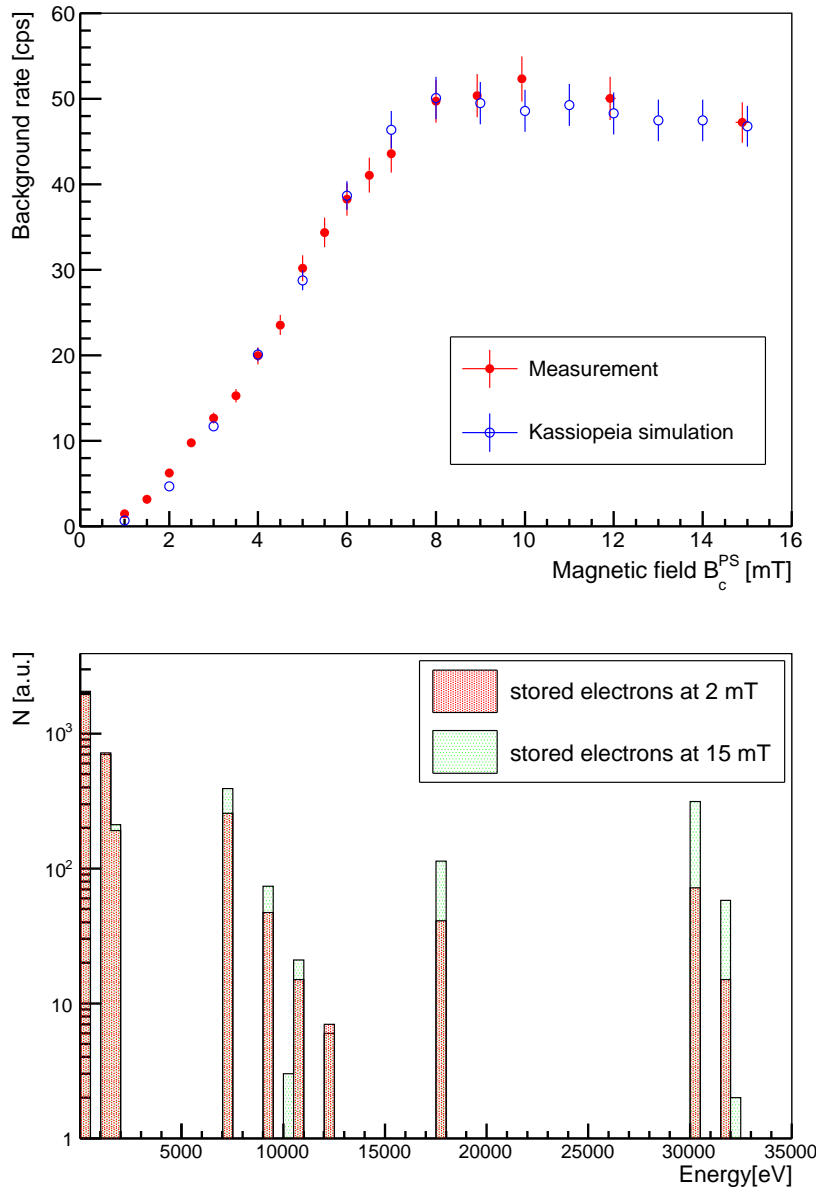 Background rate [cps]
60
50
40
30
20
10
0
0 2 4 6 8 10 12 14 16
Magnetic field B_c^PS [mT]
Measurement
Kassiopeia simulation
N [a.u.]
10^3
10^2
10
1
stored electrons at 2 mT
stored electrons at 15 mT
5000 10000 15000 20000 25000 30000 35000
Energy[eV]